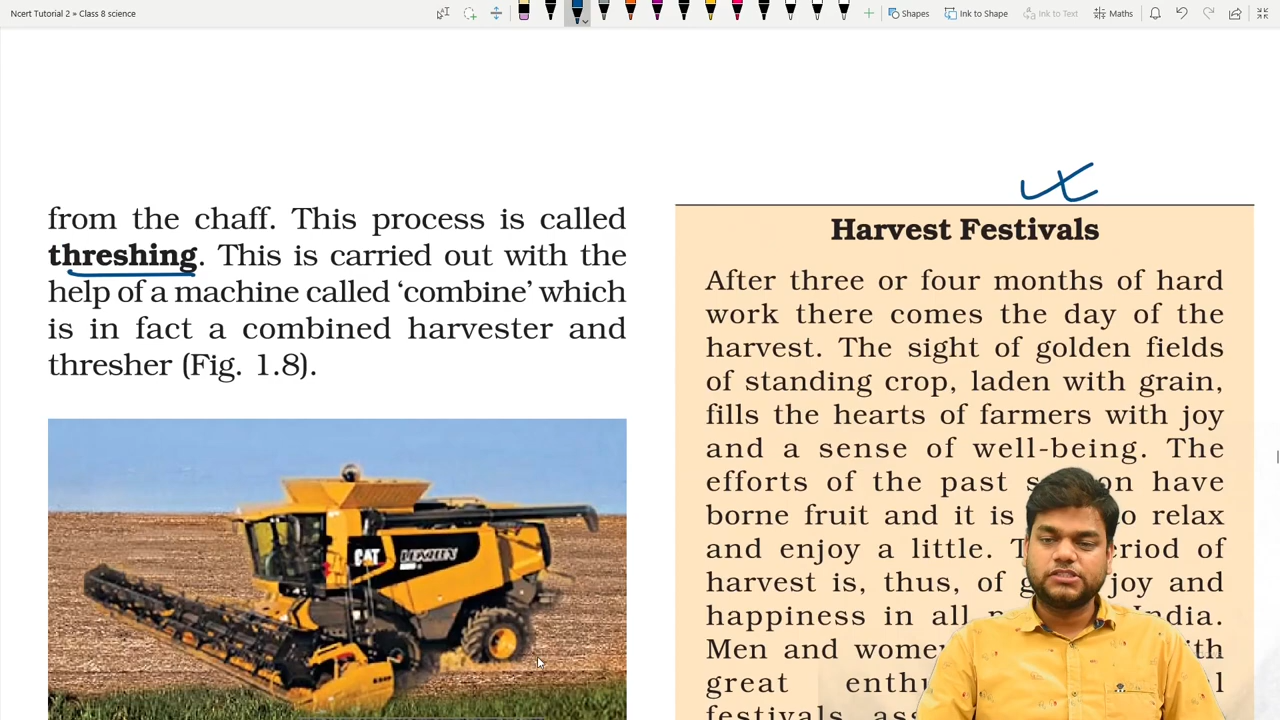 Ncert Tutorial 2 » Class 8 science
Shapes
Ink to Shape
Ink to Text
Maths
from the chaff. This process is called
threshing. This is carried out with the
help of a machine called ‘combine’ which
is in fact a combined harvester and
thresher (Fig. 1.8).
CAT LEXION
Harvest Festivals
After three or four months of hard
work there comes the day of the
harvest. The sight of golden fields
of standing crop, laden with grain,
fills the hearts of farmers with joy
and a sense of well-being. The
efforts of the past s on have
borne fruit and it is o relax
and enjoy a little. T eriod of
harvest is, thus, of g joy and
happiness in all ndia.
Men and wome ith
great enthu l
festivals ass